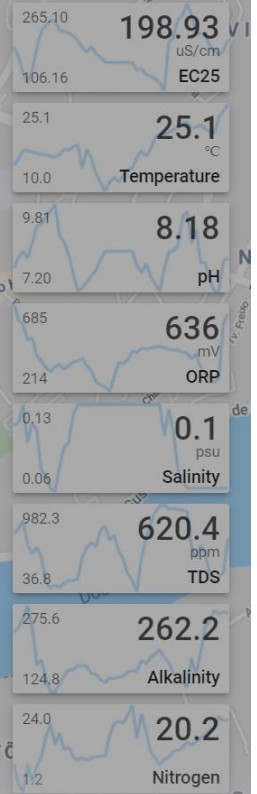 265.10
198.93
uS/cm
106.16
EC25
25.1
25.1
°C
10.0
Temperature
9.81
8.18
7.20
pH
685
636
mV
214
ORP
0.13
0.1
psu
0.06
Salinity
982.3
620.4
ppm
36.8
TDS
275.6
262.2
124.8
Alkalinity
24.0
20.2
1.2
Nitrogen